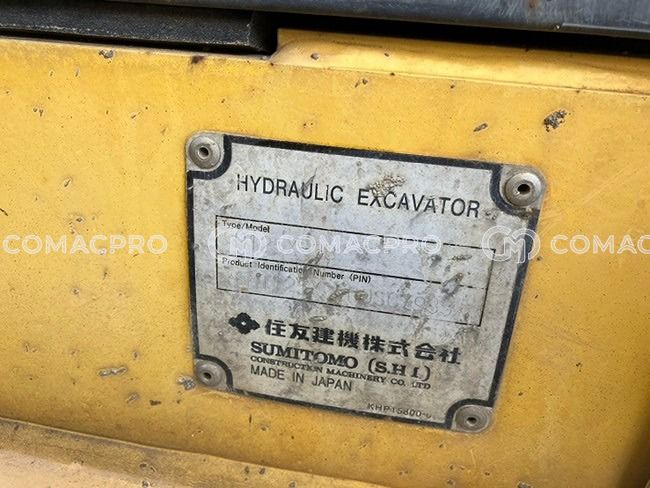 HYDRAULIC EXCAVATOR
Type/Model
COMACPRO COMACPRO COMACPRO
Product Identification Number (PIN)
住友建機株式会社
SUMITOMO (S.H.I.)
CONSTRUCTION MACHINERY CO. LTD
MADE IN JAPAN